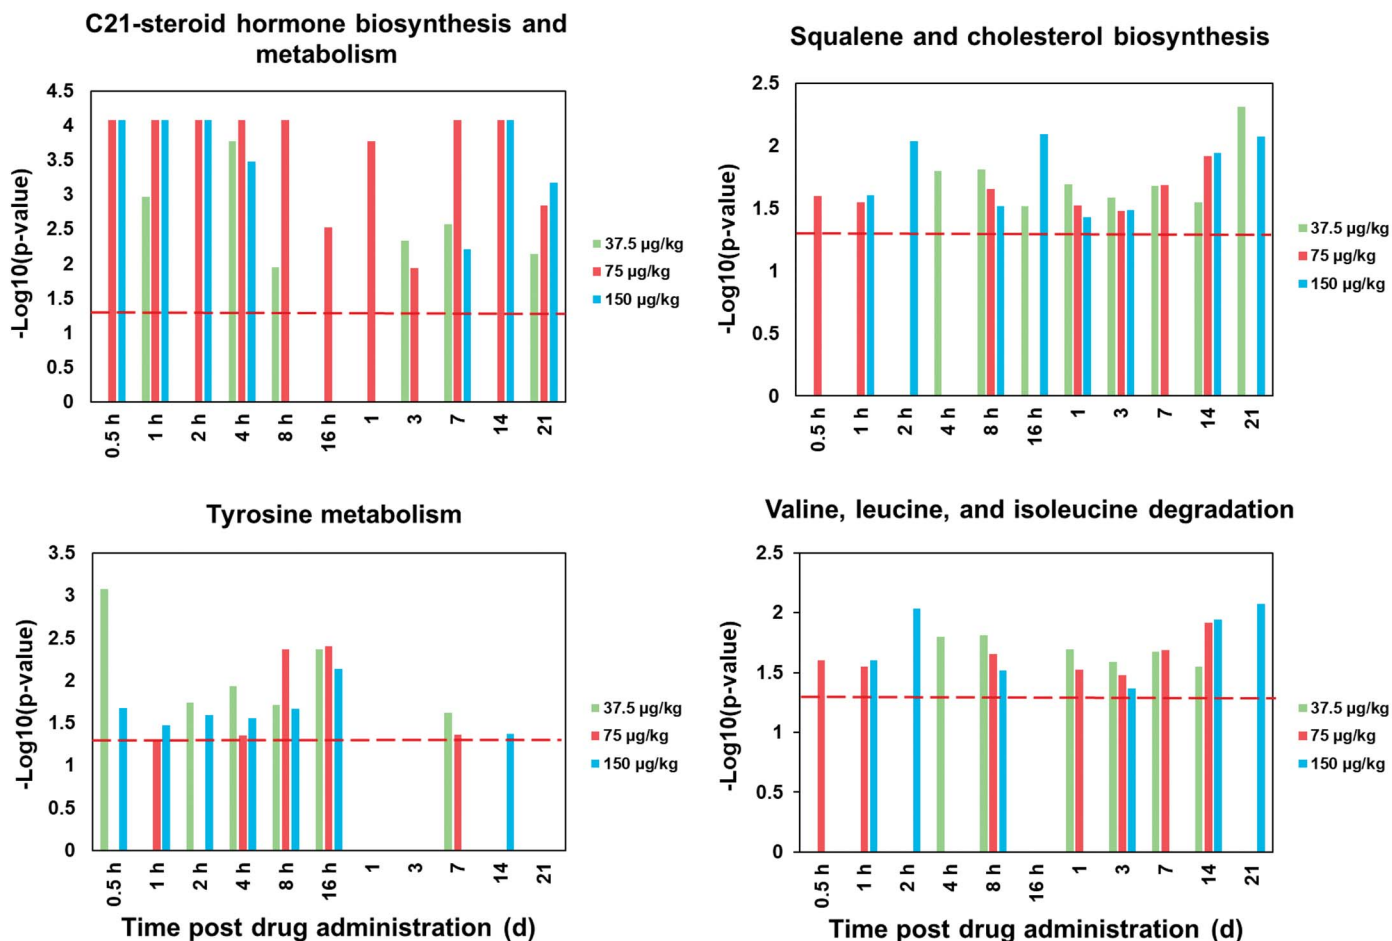 C21-steroid hormone biosynthesis and
metabolism
-Log10(p-value)
4.5
4
3.5
3
2.5
2
1.5
1
0.5
0
0.5 h
1 h
2 h
4 h
8 h
16 h
1
3
7
14
21
37.5 µg/kg
75 µg/kg
150 µg/kg
Squalene and cholesterol biosynthesis
-Log10(p-value)
2.5
2
1.5
1
0.5
0
0.5 h
1 h
2 h
4 h
8 h
16 h
1
3
7
14
21
37.5 µg/kg
75 µg/kg
150 µg/kg
Tyrosine metabolism
-Log10(p-value)
3.5
3
2.5
2
1.5
1
0.5
0
0.5 h
1 h
2 h
4 h
8 h
16 h
1
3
7
14
21
Time post drug administration (d)
37.5 µg/kg
75 µg/kg
150 µg/kg
Valine, leucine, and isoleucine degradation
-Log10(p-value)
2.5
2
1.5
1
0.5
0
0.5 h
1 h
2 h
4 h
8 h
16 h
1
3
7
14
21
Time post drug administration (d)
37.5 µg/kg
75 µg/kg
150 µg/kg